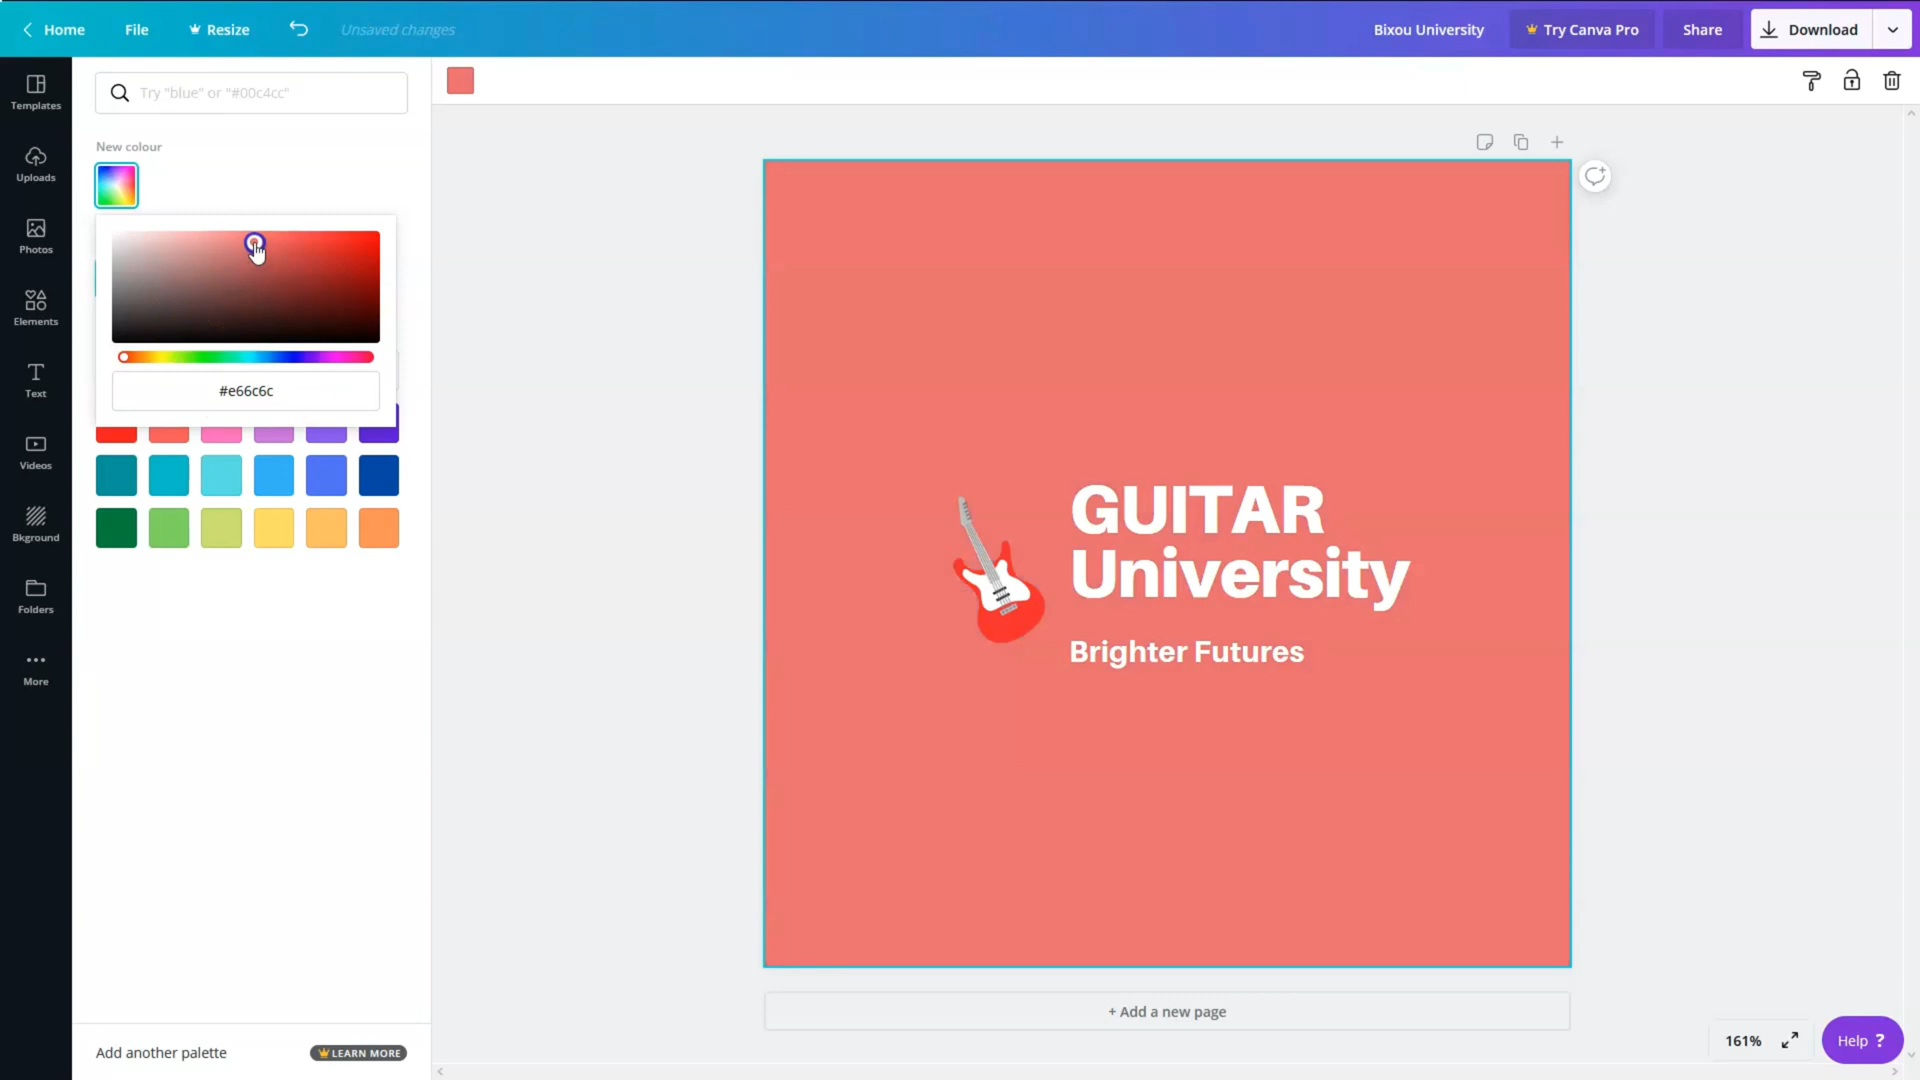 Home
File
Resize
Unsaved changes
Bixou University
Try Canva Pro
Share
Download
Templates
Uploads
Photos
Elements
Text
Videos
Bkground
Folders
More
Try "blue" or "#00c4cc"
New colour
#e66c6c
Add another palette
LEARN MORE
GUITAR
University
Brighter Futures
+ Add a new page
161%
Help ?